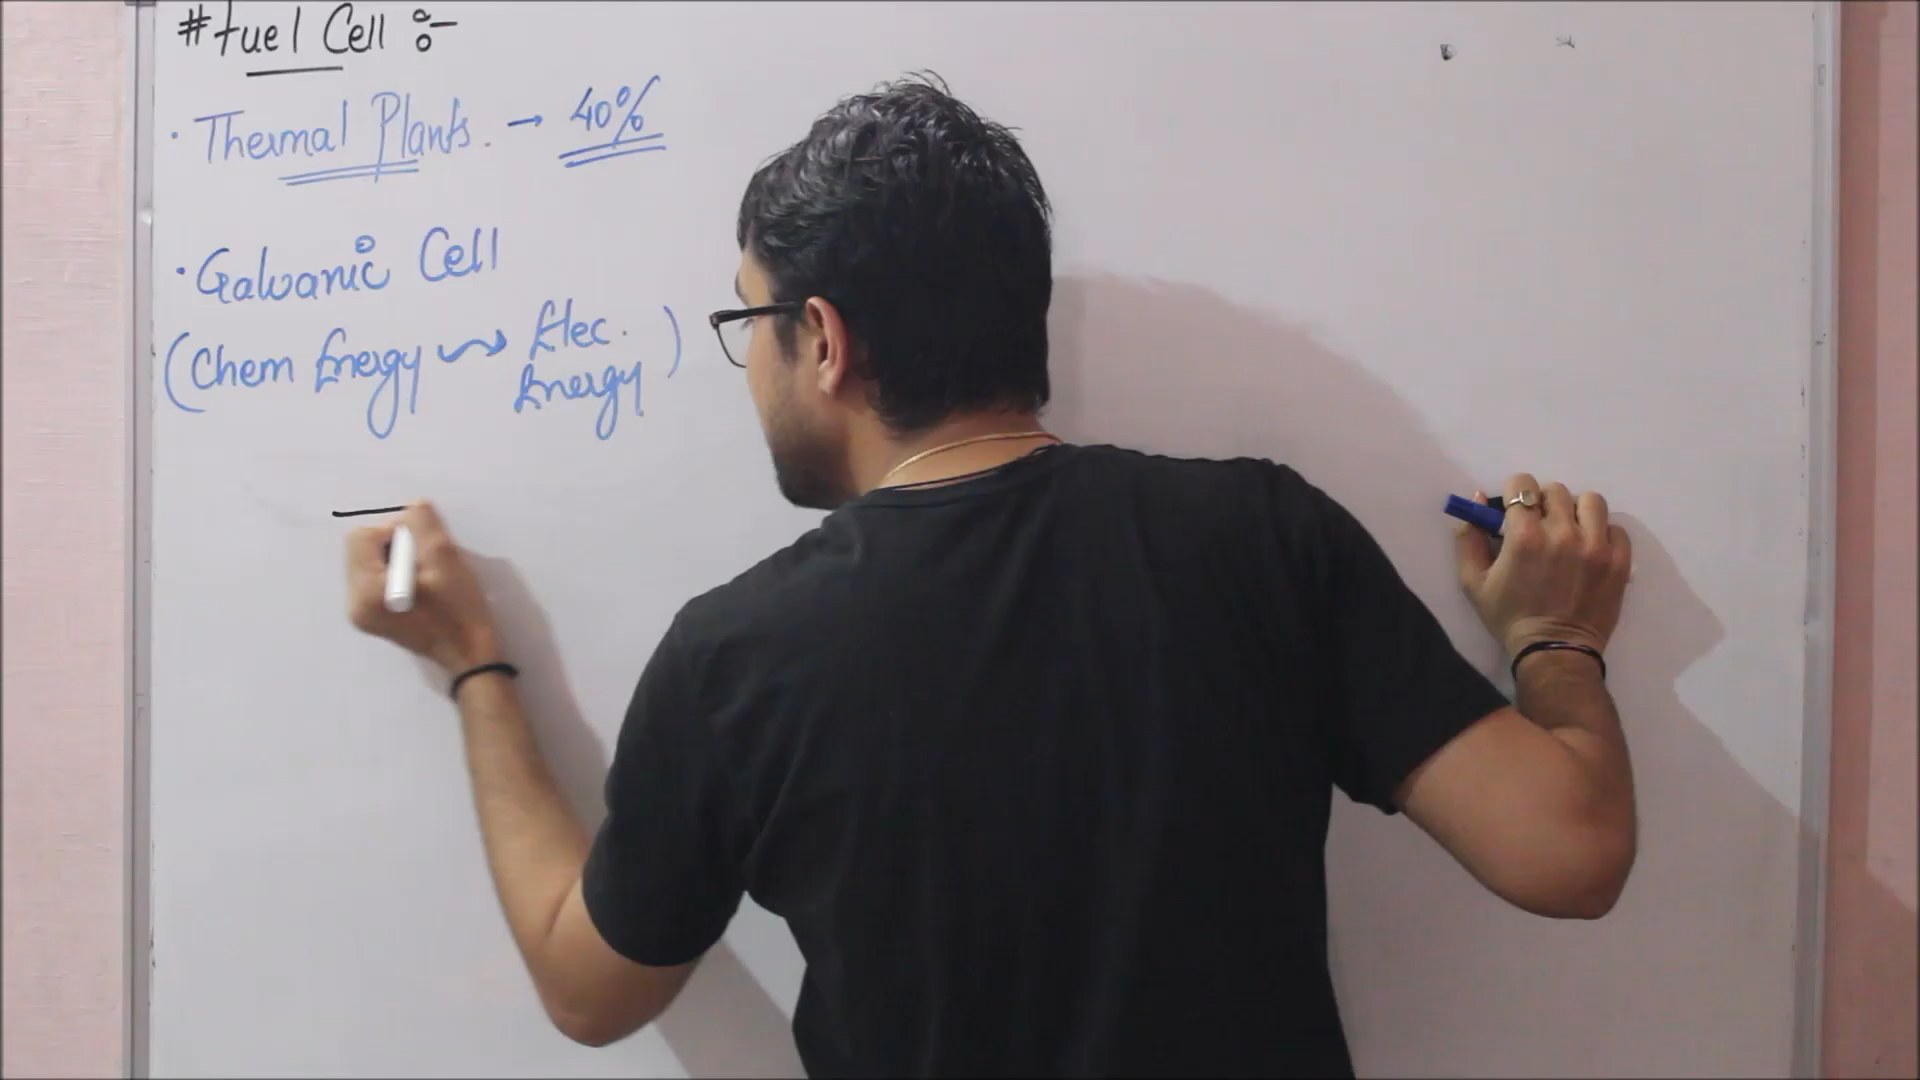 #Fuel Cell :-
· Thermal Plants. → 40%
· Galvanic Cell
(Chem Energy → Elec. Energy)